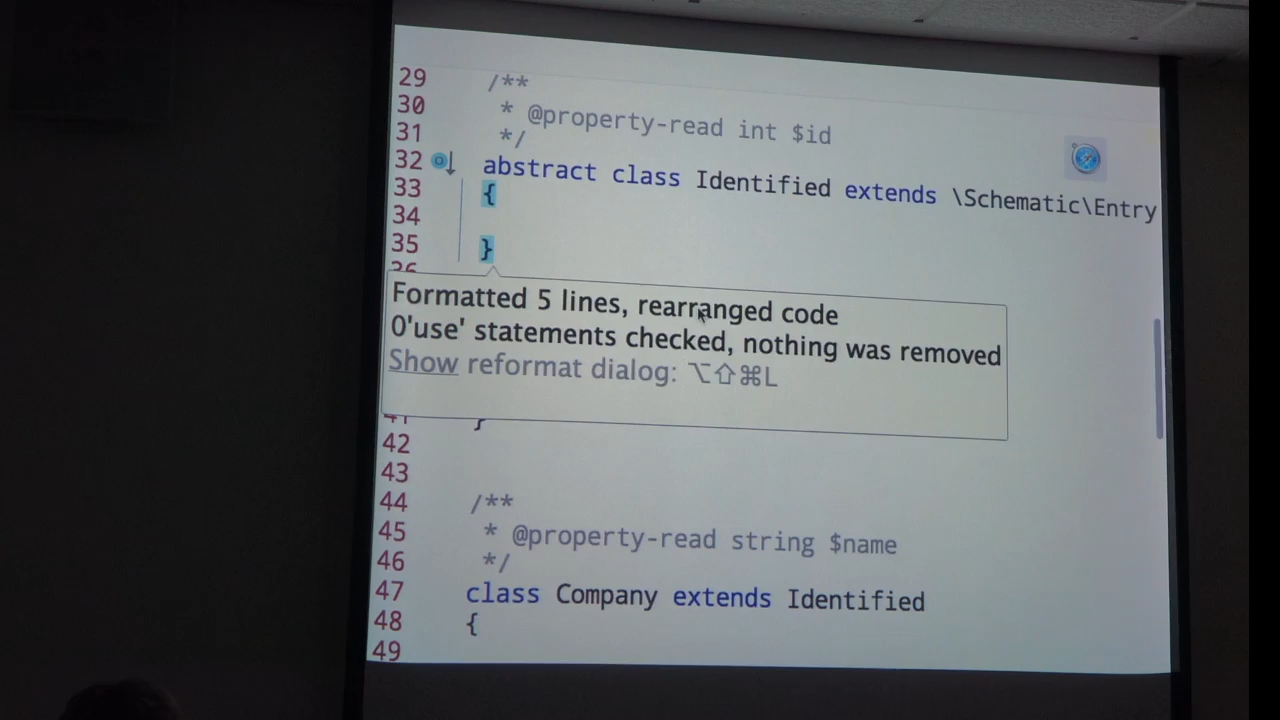 29 /**
30 * @property-read int $id
31 */
32 abstract class Identified extends \Schematic\Entry
33 {
34
35 }
36
Formatted 5 lines, rearranged code
0'use' statements checked, nothing was removed
Show reformat dialog: ⌥⇧⌘L
41 }
42
43
44 /**
45 * @property-read string $name
46 */
47 class Company extends Identified
48 {
49